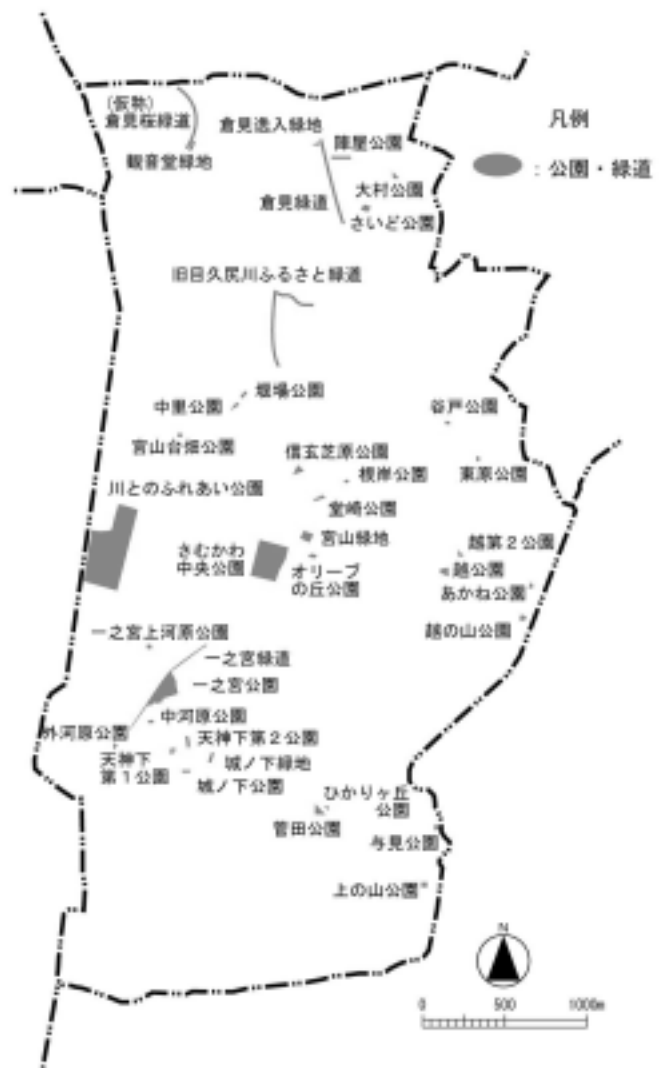 (仮称)
倉見桜緑道
観音堂緑地
倉見逃入緑地
陣屋公園
大村公園
倉見緑道
さいど公園
凡例
: 公園・緑道
旧目久尻川ふるさと緑道
堀場公園
中里公園
谷戸公園
宮山台畑公園
信玄芝原公園
根岸公園
東原公園
川とのふれあい公園
堂崎公園
宮山緑地
さむかわ
中央公園
オリーブ
の丘公園
越第2公園
越公園
あかね公園
越の山公園
一之宮上河原公園
一之宮緑道
一之宮公園
中河原公園
外河原公園
天神下第2公園
天神下
第1公園
城ノ下緑地
城ノ下公園
ひかりヶ丘
公園
菅田公園
与見公園
上の山公園
N
0 500 1000m